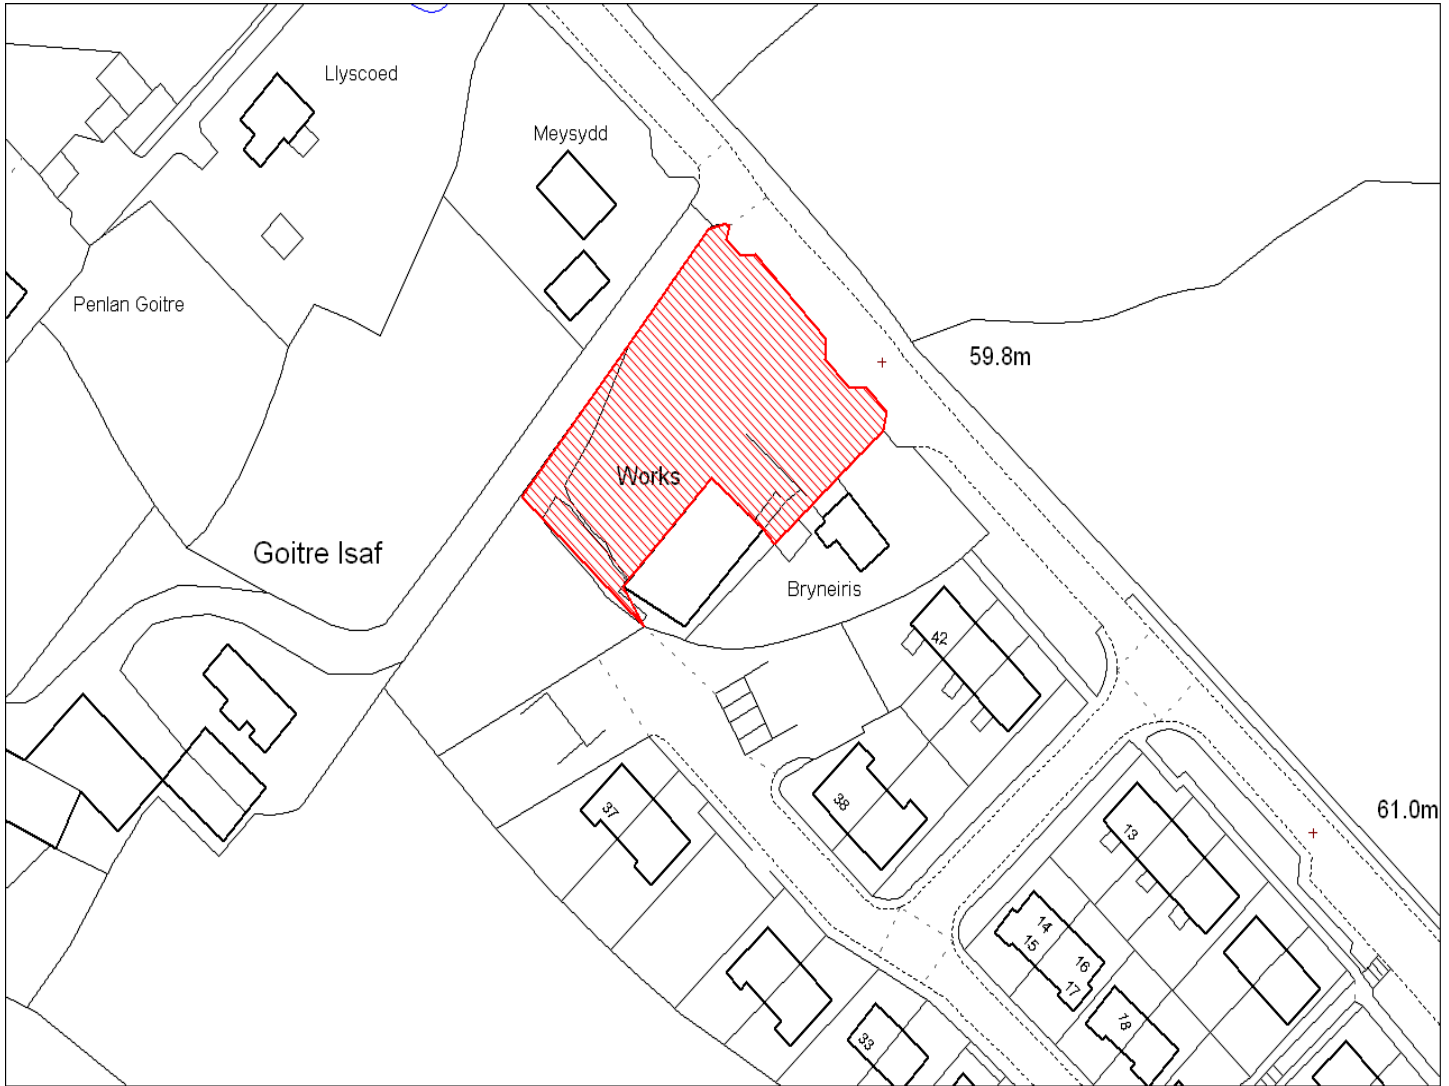 Llyscoed
Meysydd
Penlan Goitre
59.8m
Works
Goitre Isaf
Bryneiris
42
61.0m
37
38
13
14
15
16
17
18
33